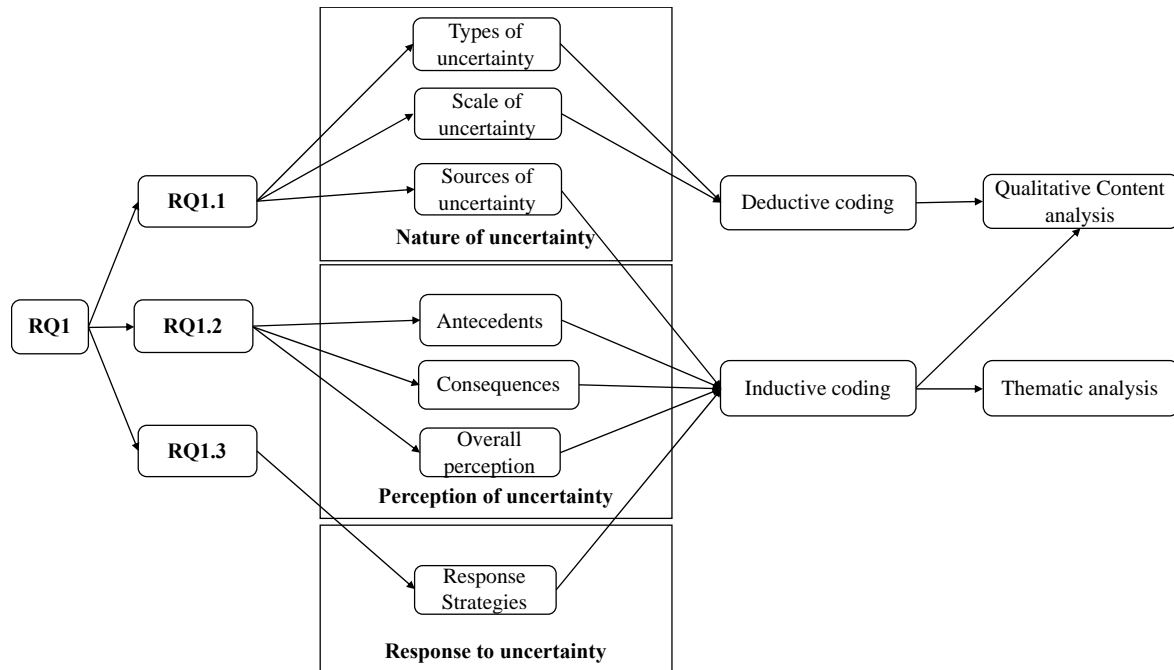 Types of
uncertainty
Scale of
uncertainty
Sources of
uncertainty
Nature of uncertainty
RQ1
RQ1.1
RQ1.2
RQ1.3
Antecedents
Consequences
Overall
perception
Perception of uncertainty
Response
Strategies
Response to uncertainty
Deductive coding
Inductive coding
Qualitative Content
analysis
Thematic analysis